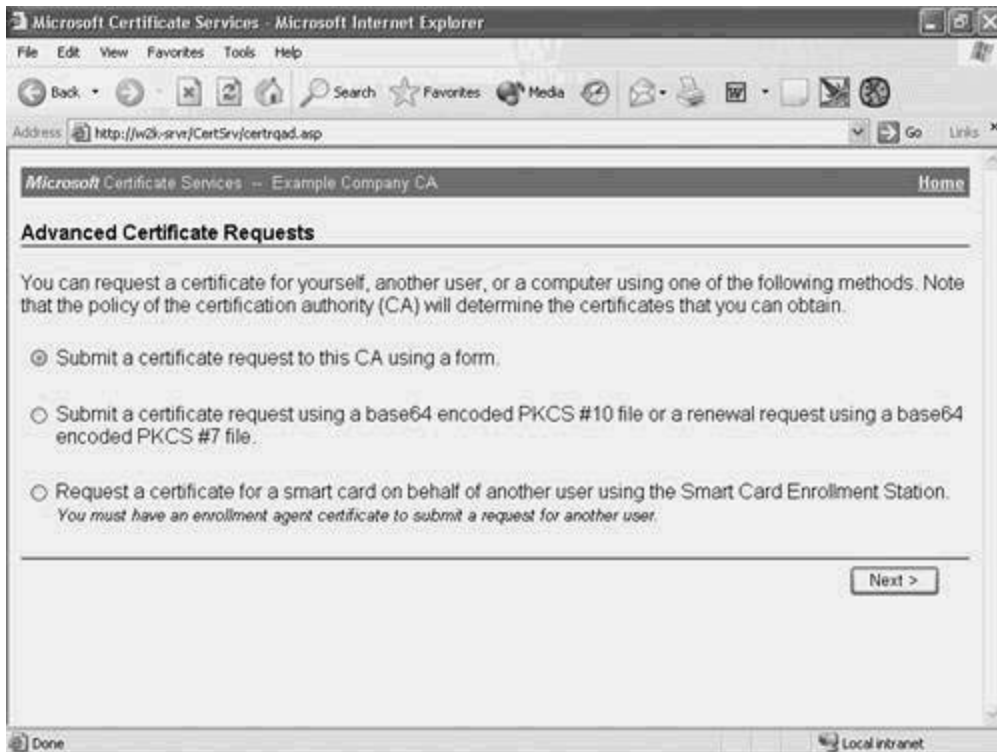 Microsoft Certificate Services - Microsoft Internet Explorer
File Edit View Favorites Tools Help
Back Search Favorites Media
Address http://w2k-srvr/CertSrv/certrqad.asp Go Links
Microsoft Certificate Services -- Example Company CA Home
Advanced Certificate Requests
You can request a certificate for yourself, another user, or a computer using one of the following methods. Note
that the policy of the certification authority (CA) will determine the certificates that you can obtain.
Submit a certificate request to this CA using a form.
Submit a certificate request using a base64 encoded PKCS #10 file or a renewal request using a base64
encoded PKCS #7 file.
Request a certificate for a smart card on behalf of another user using the Smart Card Enrollment Station.
You must have an enrollment agent certificate to submit a request for another user.
Next >
Done Local intranet